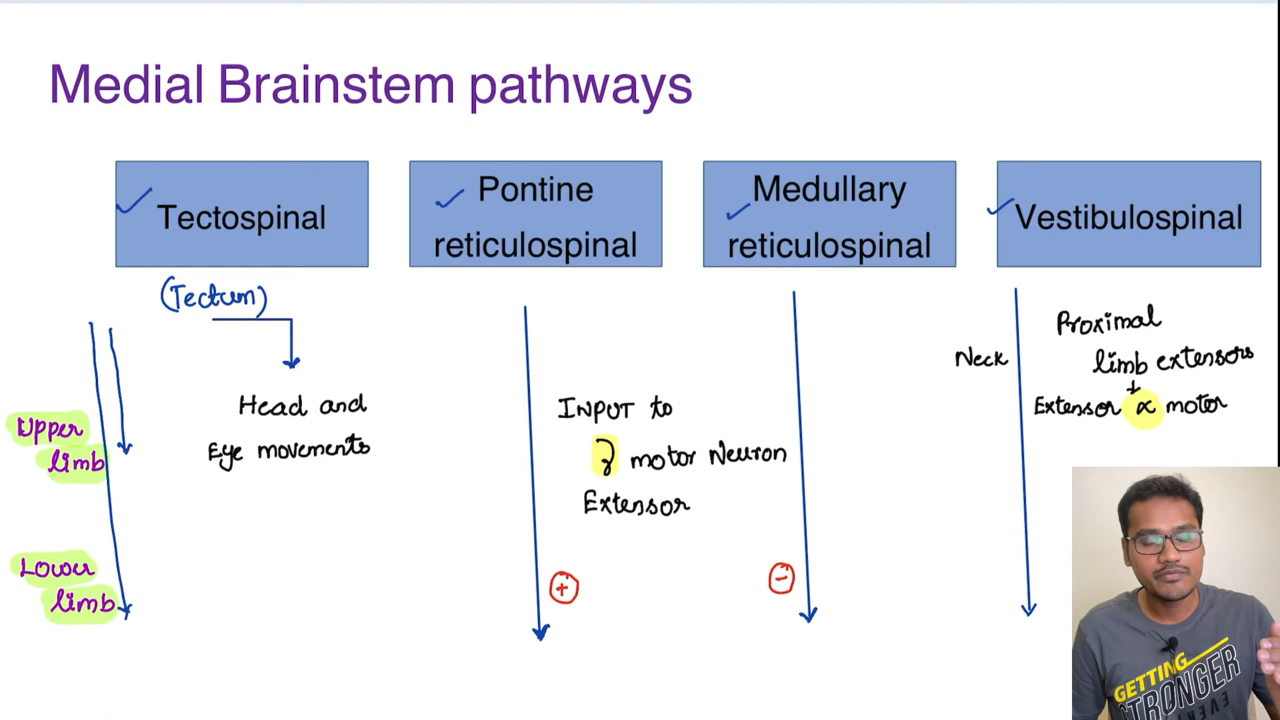 Medial Brainstem pathways
Tectospinal
Pontine
reticulospinal
Medullary
reticulospinal
Vestibulospinal
(Tectum)
Head and
Eye movements
Upper
limb
Lower
limb
INPUT to
γ motor Neuron
Extensor
+
−
Neck
Proximal
limb extensors
+
Extensor α motor
GETTING
STRONGER